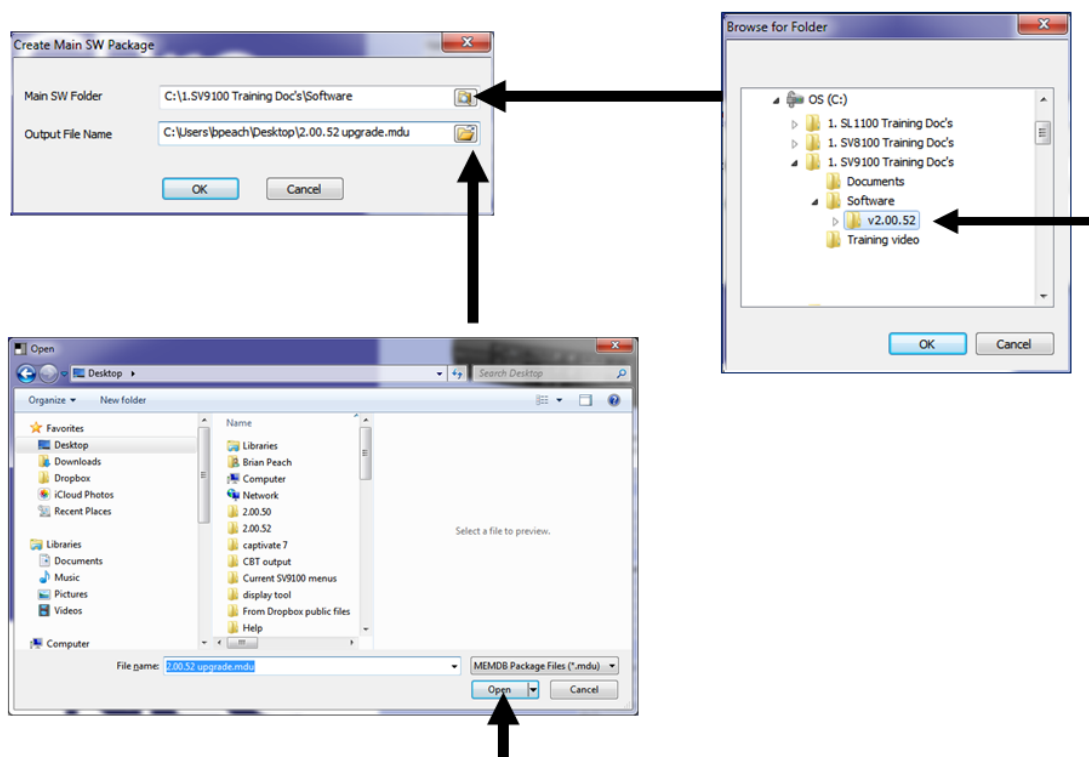 Create Main SW Package
Main SW Folder
C:\1.SV9100 Training Doc's\Software
Output File Name
C:\Users\bpeach\Desktop\2.00.52 upgrade.mdu
OK
Cancel
Browse for Folder
OS (C:)
1. SL1100 Training Doc's
1. SV8100 Training Doc's
1. SV9100 Training Doc's
Documents
Software
v2.00.52
Training video
OK
Cancel
Open
Desktop
Search Desktop
Organize
New folder
Favorites
Desktop
Downloads
Dropbox
iCloud Photos
Recent Places
Libraries
Documents
Music
Pictures
Videos
Computer
Name
Libraries
Brian Peach
Computer
Network
2.00.50
2.00.52
captivate 7
CBT output
Current SV9100 menus
display tool
From Dropbox public files
Help
Select a file to preview.
File name:
2.00.52 upgrade.mdu
MEMDB Package Files (*.mdu)
Open
Cancel